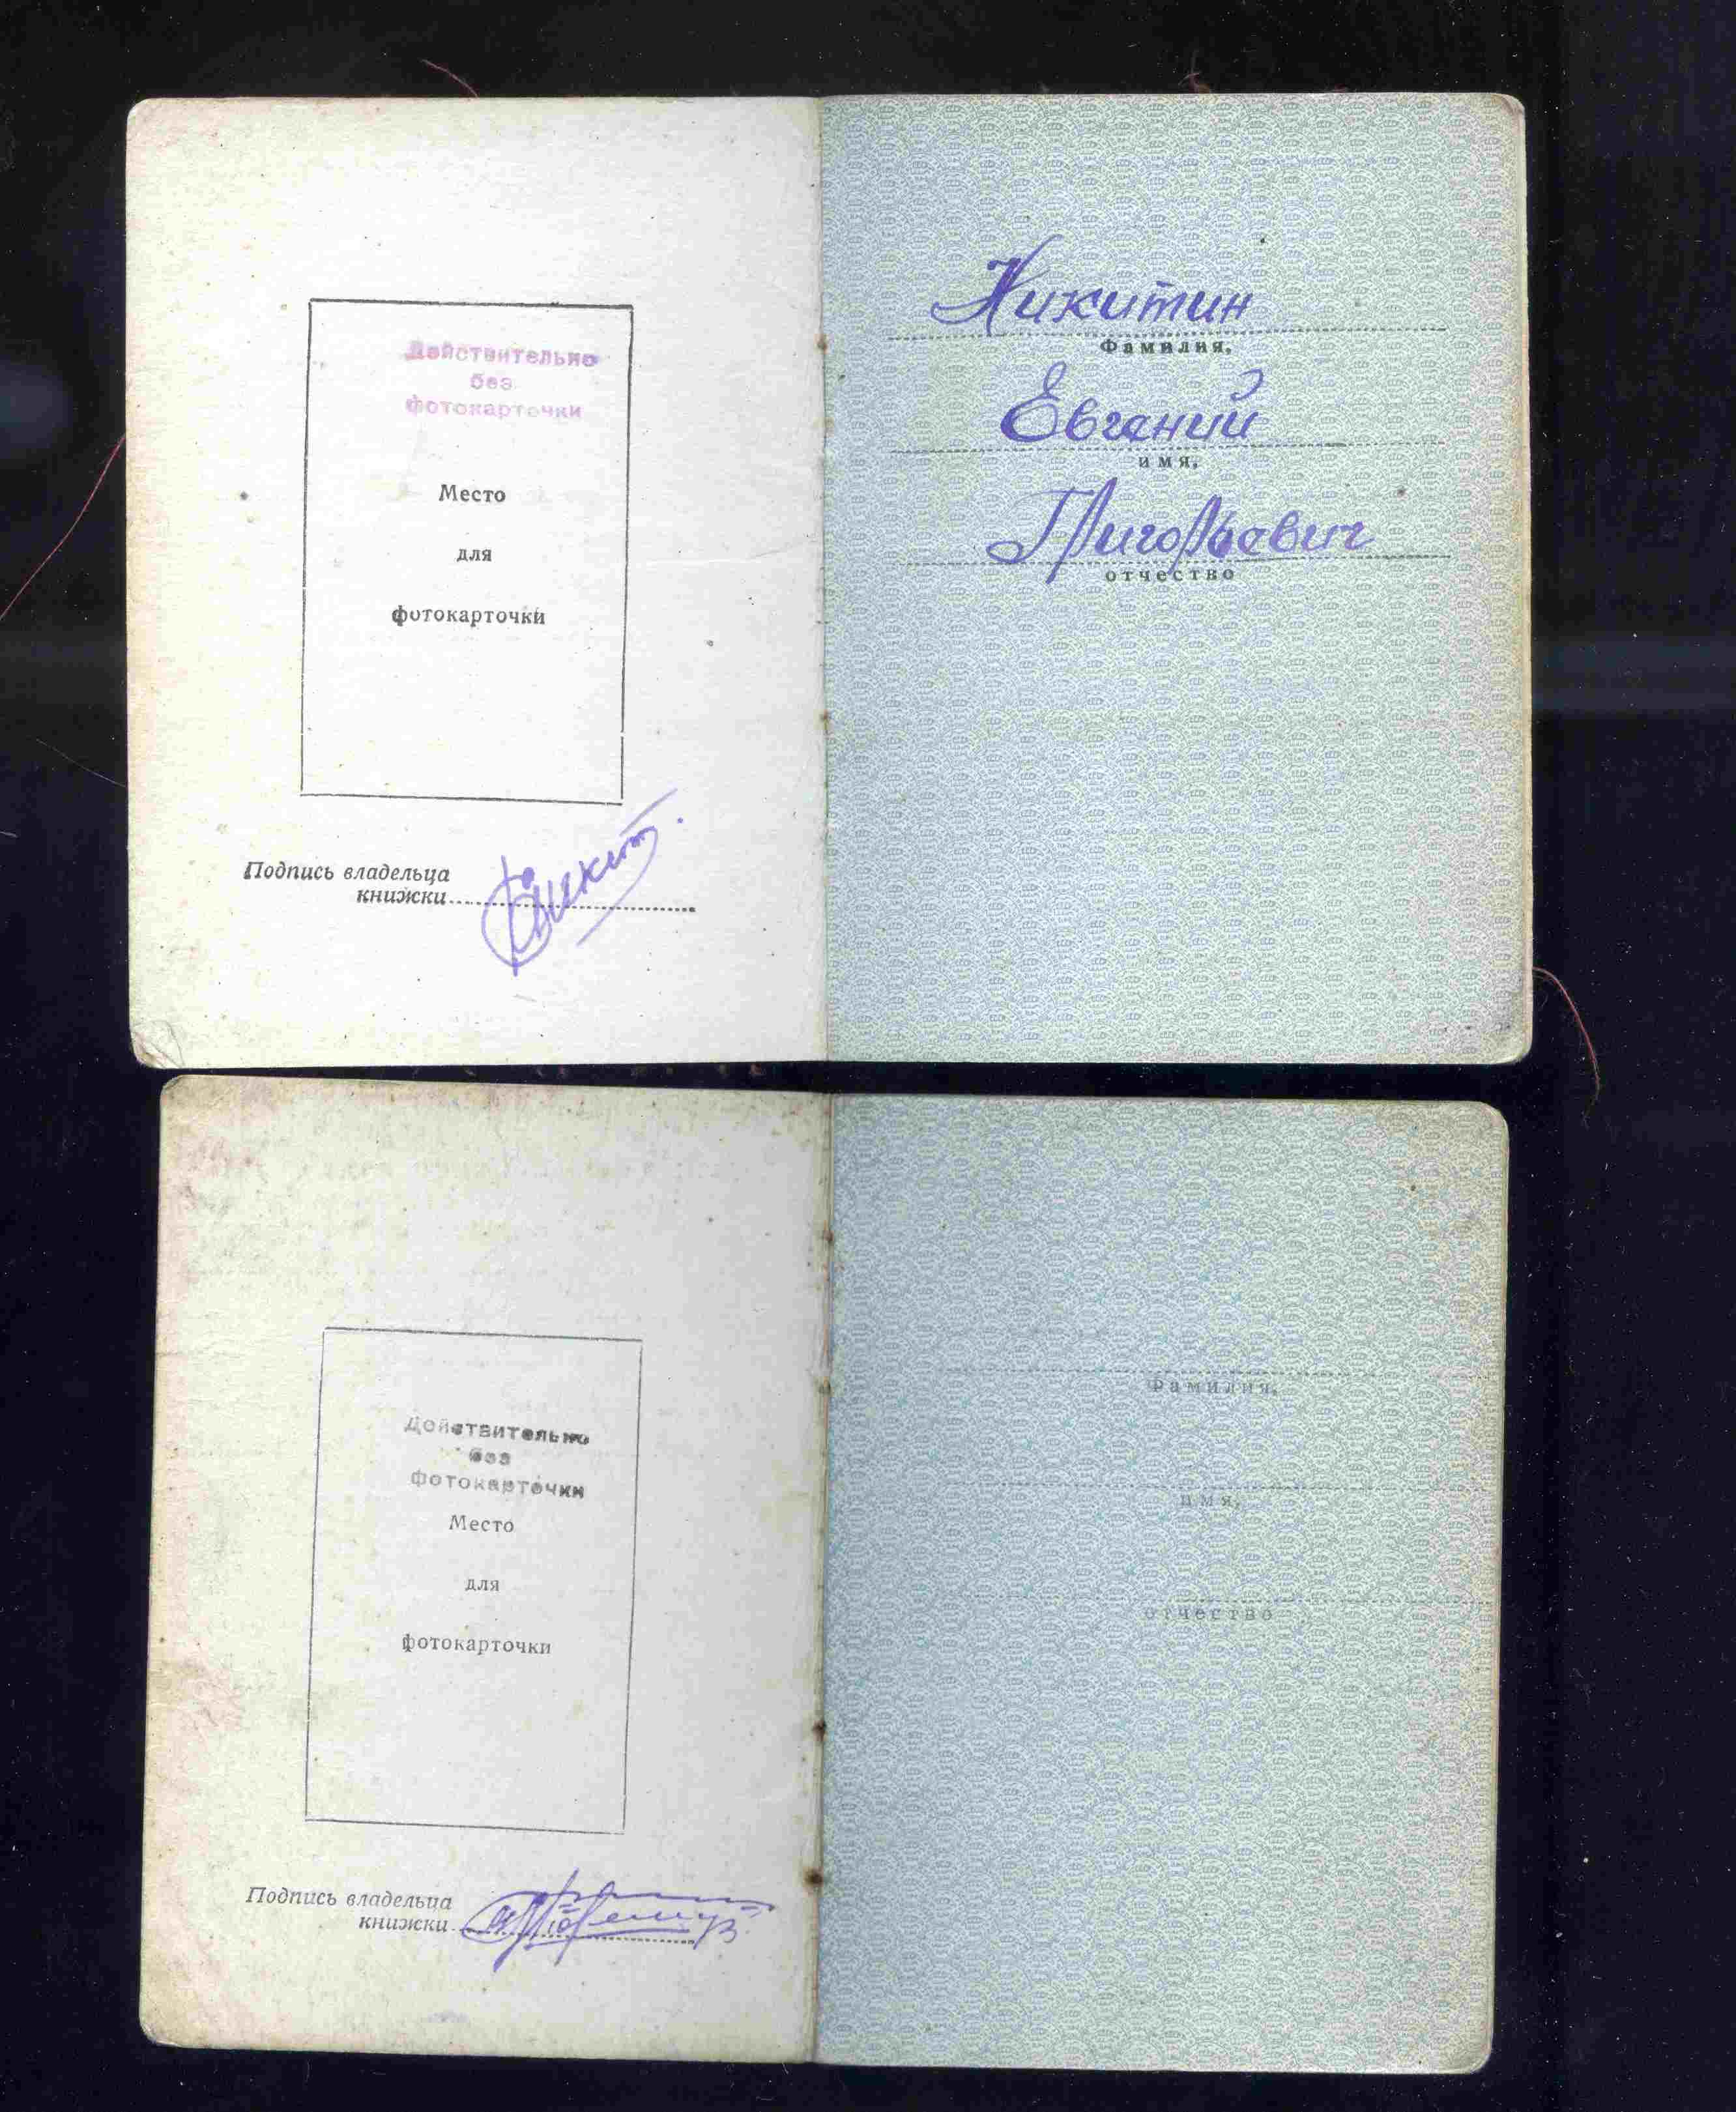 Действительно
без
фотокарточки
Место
для
фотокарточки
Подпись владельца
книжки
Никитин
Фамилия,
Евгений
имя,
Григорьевич
отчество
Действительно
без
фотокарточки
Место
для
фотокарточки
Подпись владельца
книжки
Фамилия,
имя,
отчество